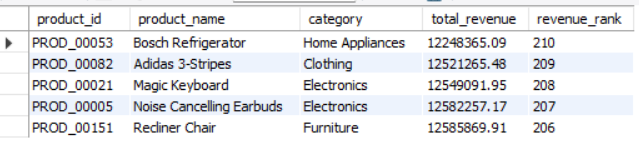 product_id product_name category total_revenue revenue_rank
PROD_00053 Bosch Refrigerator Home Appliances 12248365.09 210
PROD_00082 Adidas 3-Stripes Clothing 12521265.48 209
PROD_00021 Magic Keyboard Electronics 12549091.95 208
PROD_00005 Noise Cancelling Earbuds Electronics 12582257.17 207
PROD_00151 Recliner Chair Furniture 12585869.91 206